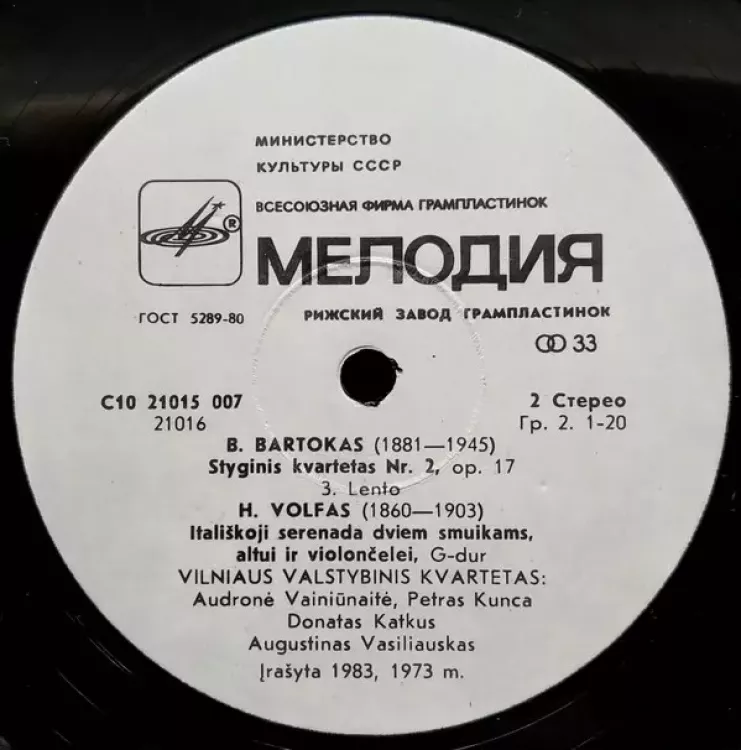 МИНИСТЕРСТВО
КУЛЬТУРЫ СССР
ВСЕСОЮЗНАЯ ФИРМА ГРАМПЛАСТИНОК
®
МЕЛОДИЯ
ГОСТ 5289-80
РИЖСКИЙ ЗАВОД ГРАМПЛАСТИНОК
33
С10 21015 007
2 Стерео
21016
Гр. 2. 1-20
B. BARTOKAS (1881—1945)
Styginis kvartetas Nr. 2, op. 17
3. Lento
H. VOLFAS (1860—1903)
Itališkoji serenada dviem smuikams,
altui ir violončelei, G-dur
VILNIAUS VALSTYBINIS KVARTETAS:
Audronė Vainiūnaitė, Petras Kunca
Donatas Katkus
Augustinas Vasiliauskas
Įrašyta 1983, 1973 m.